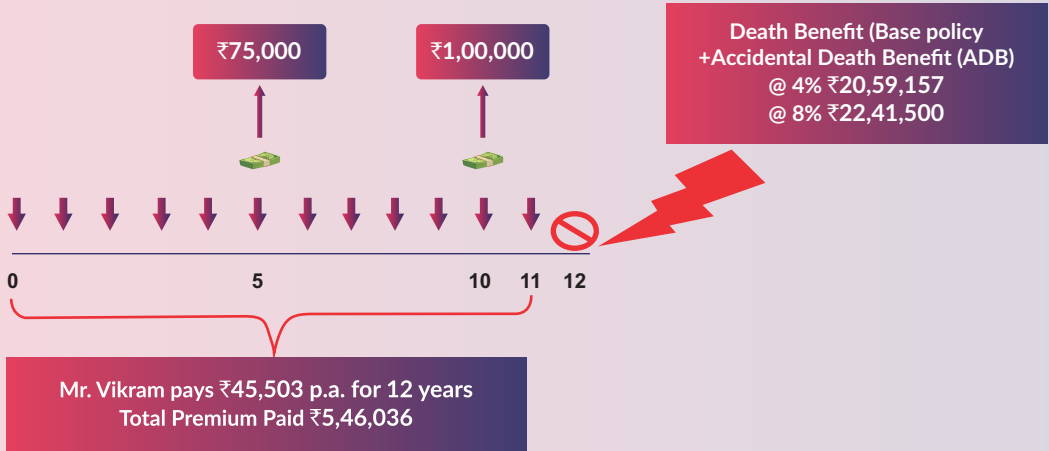 ₹75,000
₹1,00,000
Death Benefit (Base policy
+Accidental Death Benefit (ADB)
@ 4% ₹20,59,157
@ 8% ₹22,41,500
0
5
10
11
12
Mr. Vikram pays ₹45,503 p.a. for 12 years
Total Premium Paid ₹5,46,036